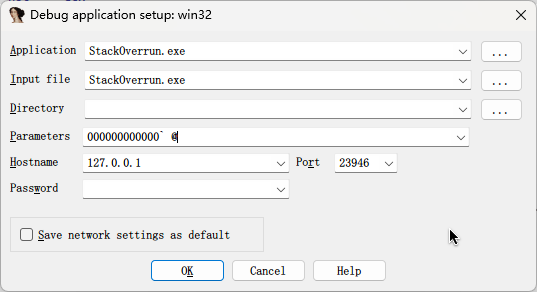 Debug application setup: win32
Application StackOverrun.exe ...
Input file StackOverrun.exe ...
Directory ...
Parameters 000000000000` @
Hostname 127.0.0.1 Port 23946
Password
Save network settings as default
OK Cancel Help